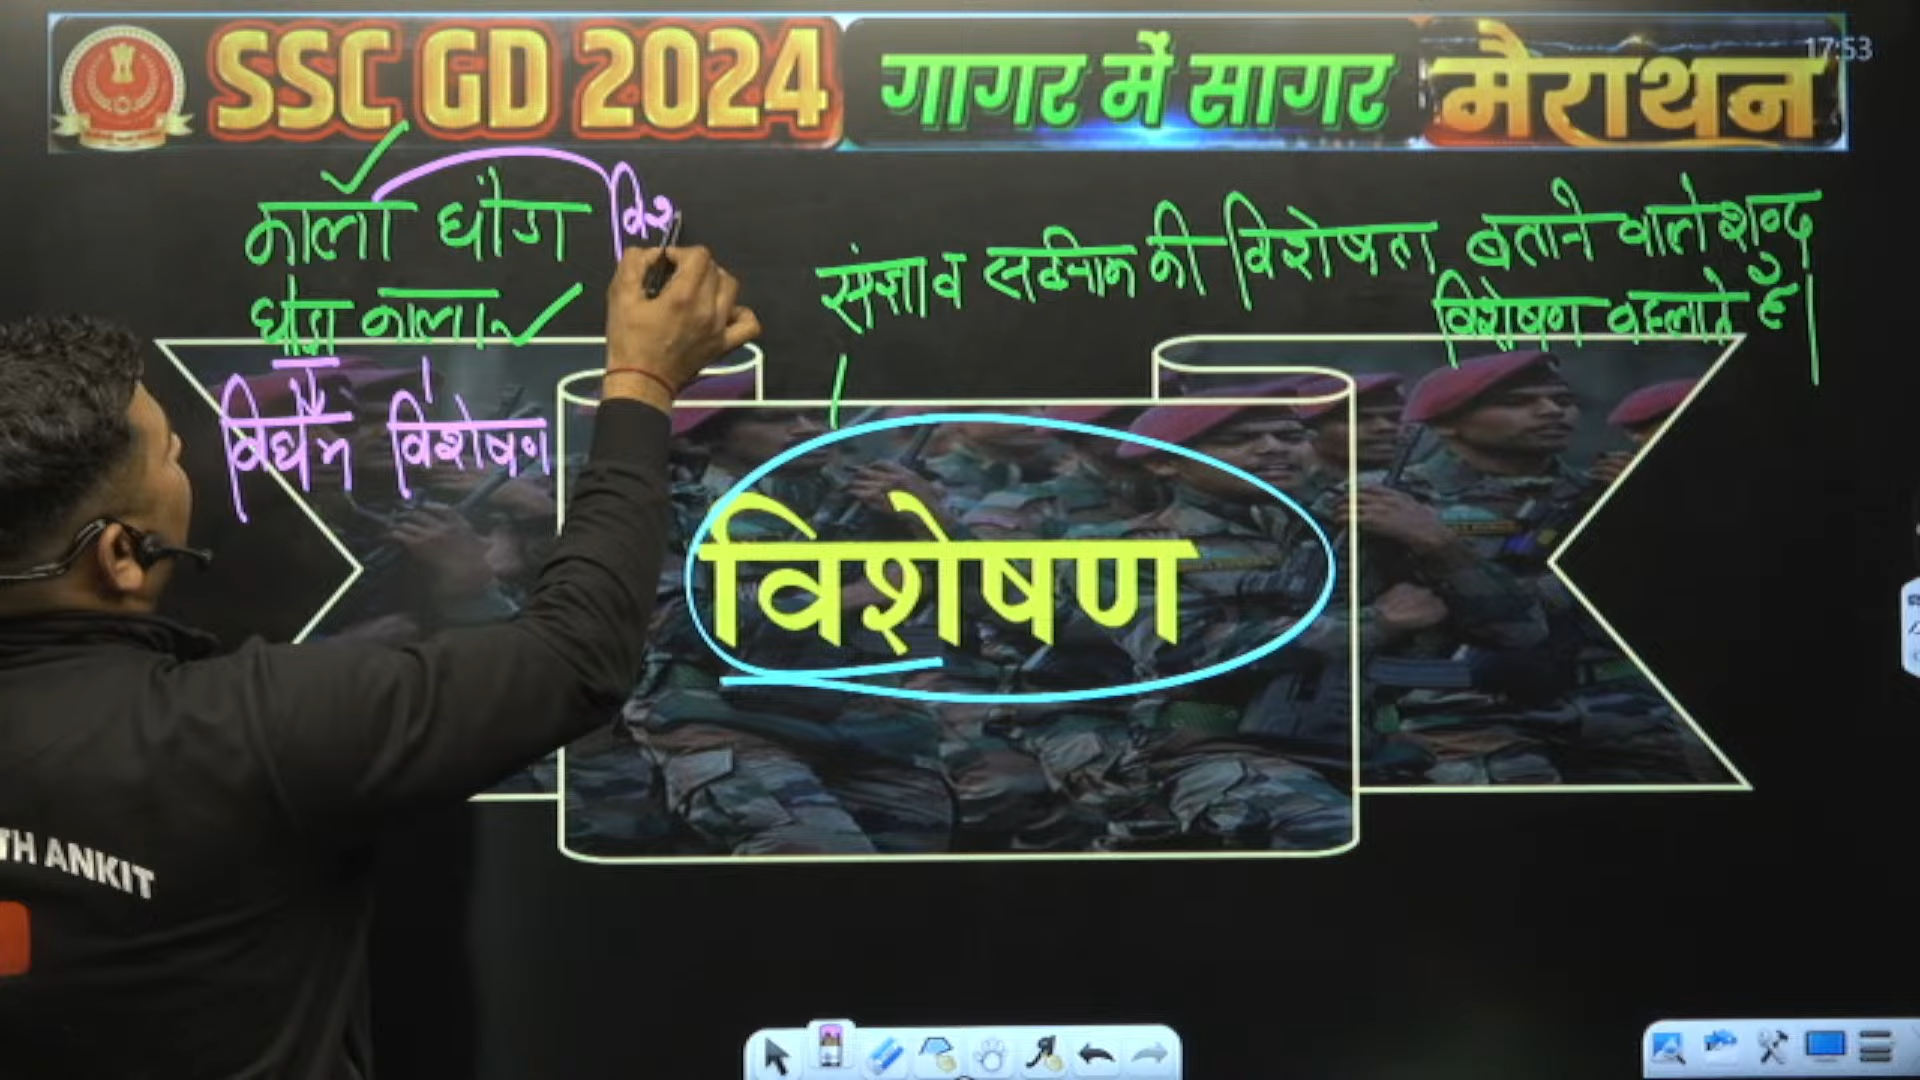 SSC GD 2024 गागर में सागर मैराथन
17:53
काला घोडा
घोडा काला
विधेय विशेषण
संज्ञा व सर्वनाम की विशेषता बताने वाले शब्द
विशेषण कहलाते है।
विशेषण
TH ANKIT